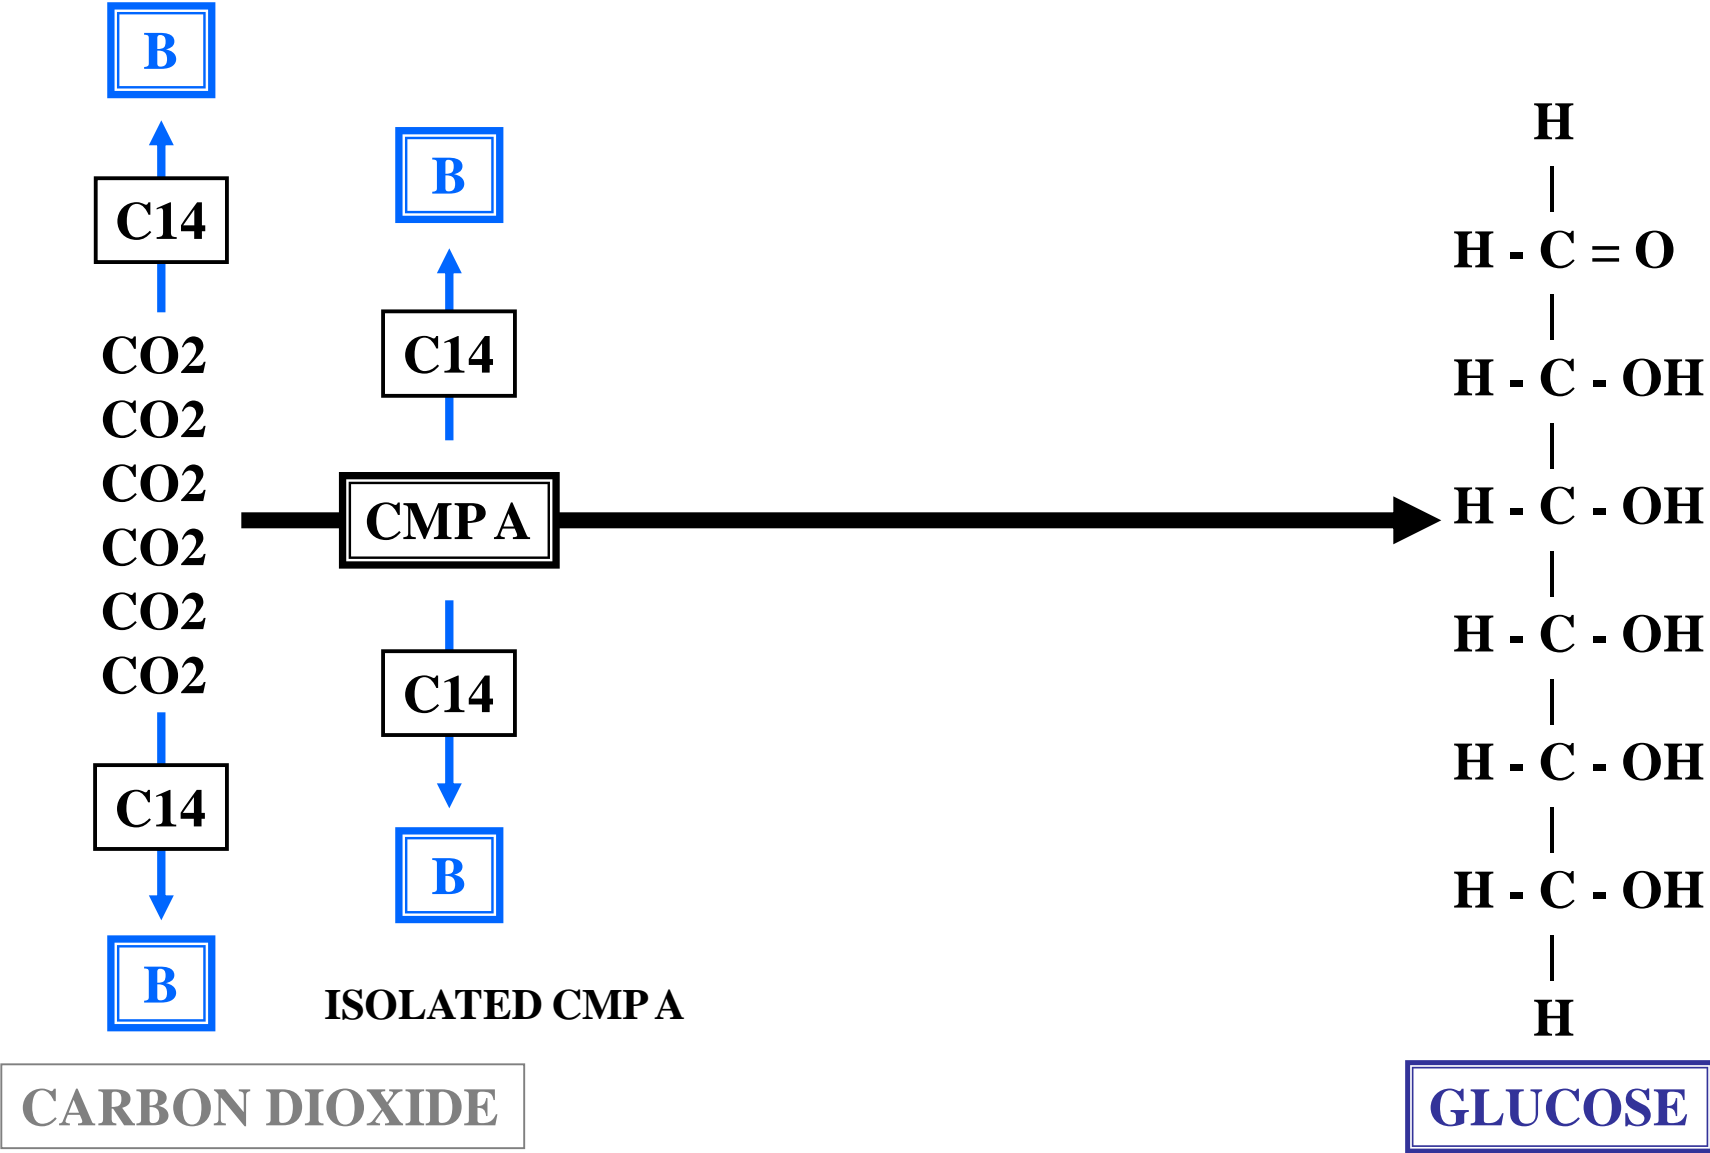 B
C14
CO2
CO2
CO2
CO2
CO2
CO2
C14
B
B
C14
CMP A
C14
B
ISOLATED CMP A
CARBON DIOXIDE
H
H - C = O
H - C - OH
H - C - OH
H - C - OH
H - C - OH
H - C - OH
H
GLUCOSE